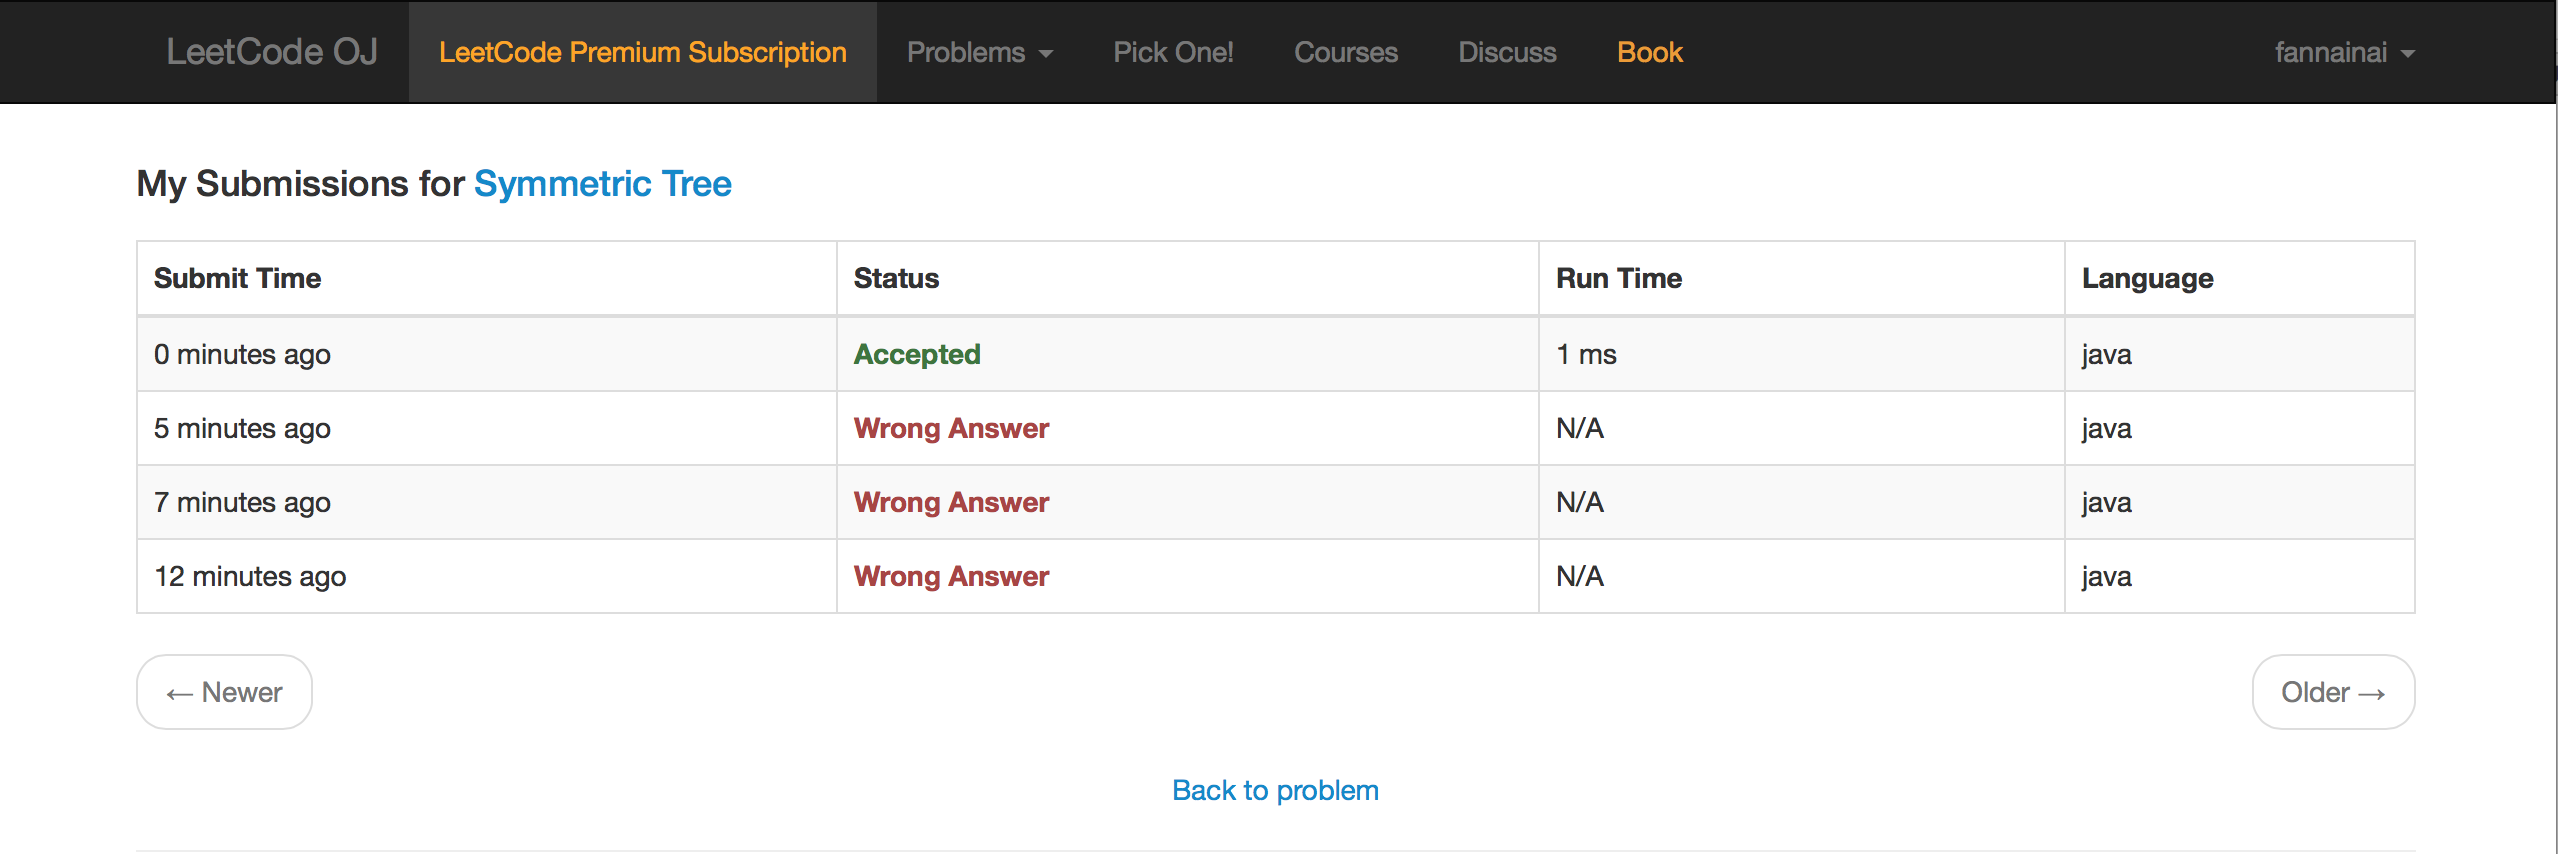 LeetCode OJ LeetCode Premium Subscription Problems Pick One! Courses Discuss Book fannainai
My Submissions for Symmetric Tree
Submit Time Status Run Time Language
0 minutes ago Accepted 1 ms java
5 minutes ago Wrong Answer N/A java
7 minutes ago Wrong Answer N/A java
12 minutes ago Wrong Answer N/A java
← Newer Older →
Back to problem